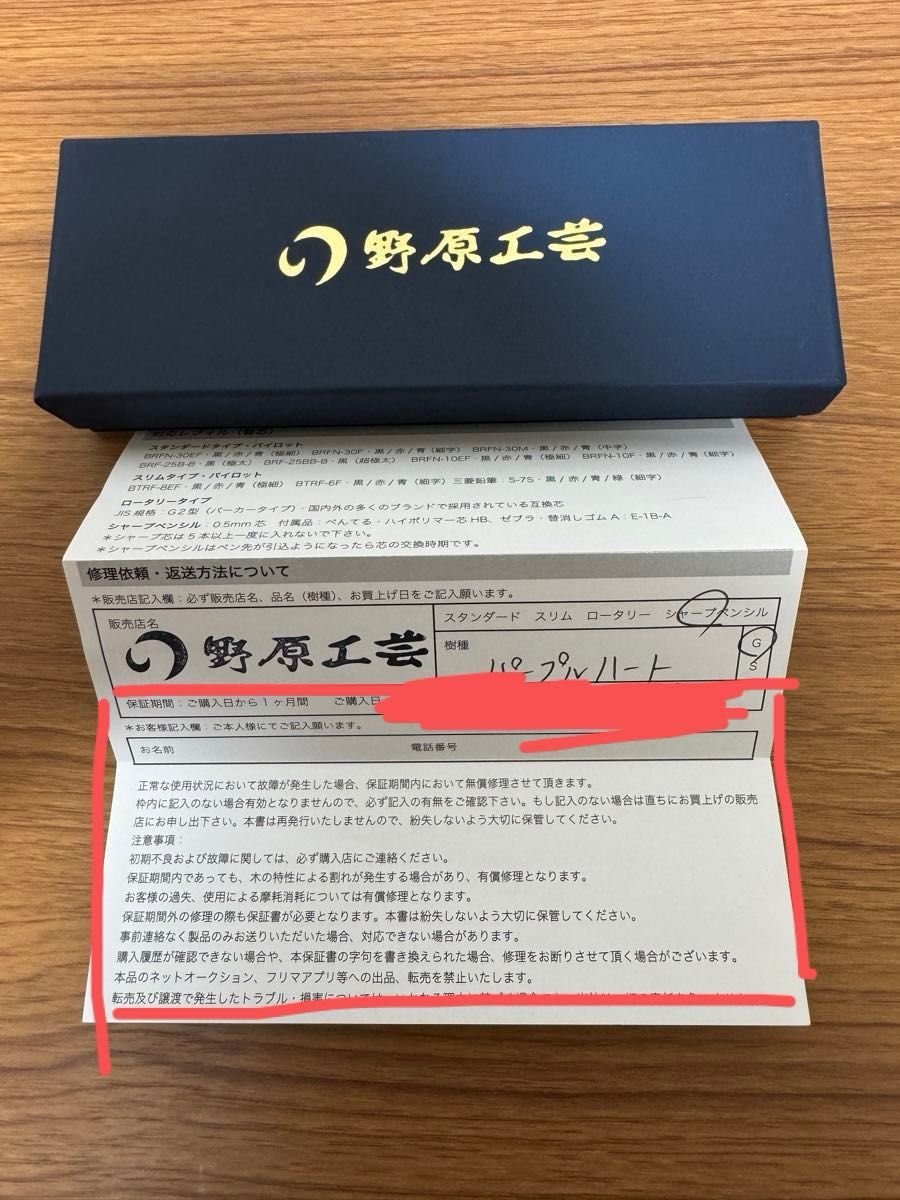 野原工芸
対応レフィル（替芯）
スタンダードタイプ・パイロット
BRFN-30EF・黒/赤/青（極細） BRFN-30F・黒/赤/青（細字） BRFN-30M・黒/赤/青（中字）
BRF-25B-B・黒（極太） BRF-25BB-B・黒（超極太） BRFN-10EF・黒/赤/青（極細） BRFN-10F・黒/赤/青（細字）
スリムタイプ・パイロット
BTRF-8EF・黒/赤/青（極細） BTRF-6F・黒/赤/青（細字）三菱鉛筆：S-7S・黒/赤/青/緑（細字）
ロータリータイプ
JIS規格：G2型（パーカータイプ）・国内外の多くのブランドで採用されている互換芯
シャープペンシル：0.5mm芯 付属品：ぺんてる・ハイポリマー芯HB、ゼブラ・替消しゴムA：E-1B-A
＊シャープ芯は5本以上一度に入れないで下さい。
＊シャープペンシルはペン先が引込ようになったら芯の交換時期です。
修理依頼・返送方法について
＊販売店記入欄：必ず販売店名、品名（樹種）、お買上げ日をご記入願います。
販売店名
野原工芸
スタンダード スリム ロータリー シャープペンシル
樹種
パープルハート
G
S
保証期間：ご購入日から1ヶ月間 ご購入日
＊お客様記入欄：ご本人様にてご記入願います。
お名前 電話番号
正常な使用状況において故障が発生した場合、保証期間内において無償修理させて頂きます。
枠内に記入のない場合有効となりませんので、必ず記入の有無をご確認下さい。もし記入のない場合は直ちにお買上げの販売
店にお申し出下さい。本書は再発行いたしませんので、紛失しないよう大切に保管してください。
注意事項：
初期不良および故障に関しては、必ず購入店にご連絡ください。
保証期間内であっても、木の特性による割れが発生する場合があり、有償修理となります。
お客様の過失、使用による摩耗消耗については有償修理となります。
保証期間外の修理の際も保証書が必要となります。本書は紛失しないよう大切に保管してください。
事前連絡なく製品のみお送りいただいた場合、対応できない場合があります。
購入履歴が確認できない場合や、本保証書の字句を書き換えられた場合、修理をお断りさせて頂く場合がございます。
本品のネットオークション、フリマアプリ等への出品、転売を禁止いたします。
転売及び譲渡で発生したトラブル・損害については